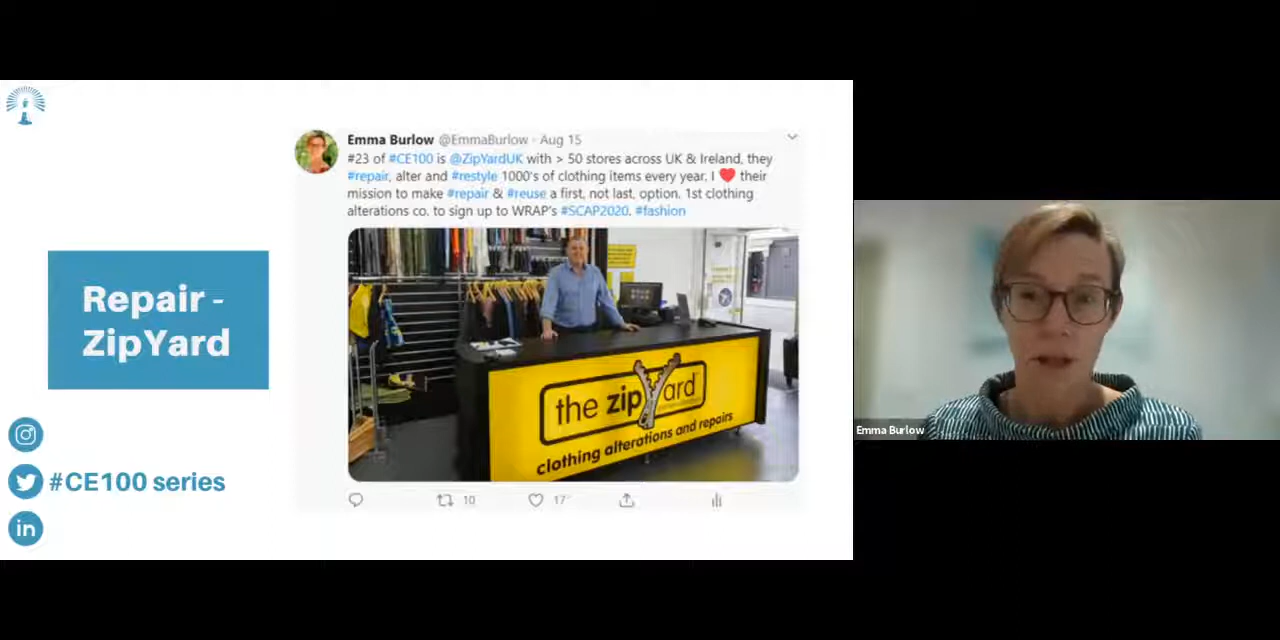 Emma Burlow @EmmaBurlow · Aug 15
#23 of #CE100 is @ZipYardUK with > 50 stores across UK & Ireland, they
#repair, alter and #restyle 1000's of clothing items every year. I ❤ their
mission to make #repair & #reuse a first, not last, option. 1st clothing
alterations co. to sign up to WRAP's #SCAP2020. #fashion
Repair -
ZipYard
the zipYard
clothing alterations and repairs
10
17
#CE100 series
in
Emma Burlow